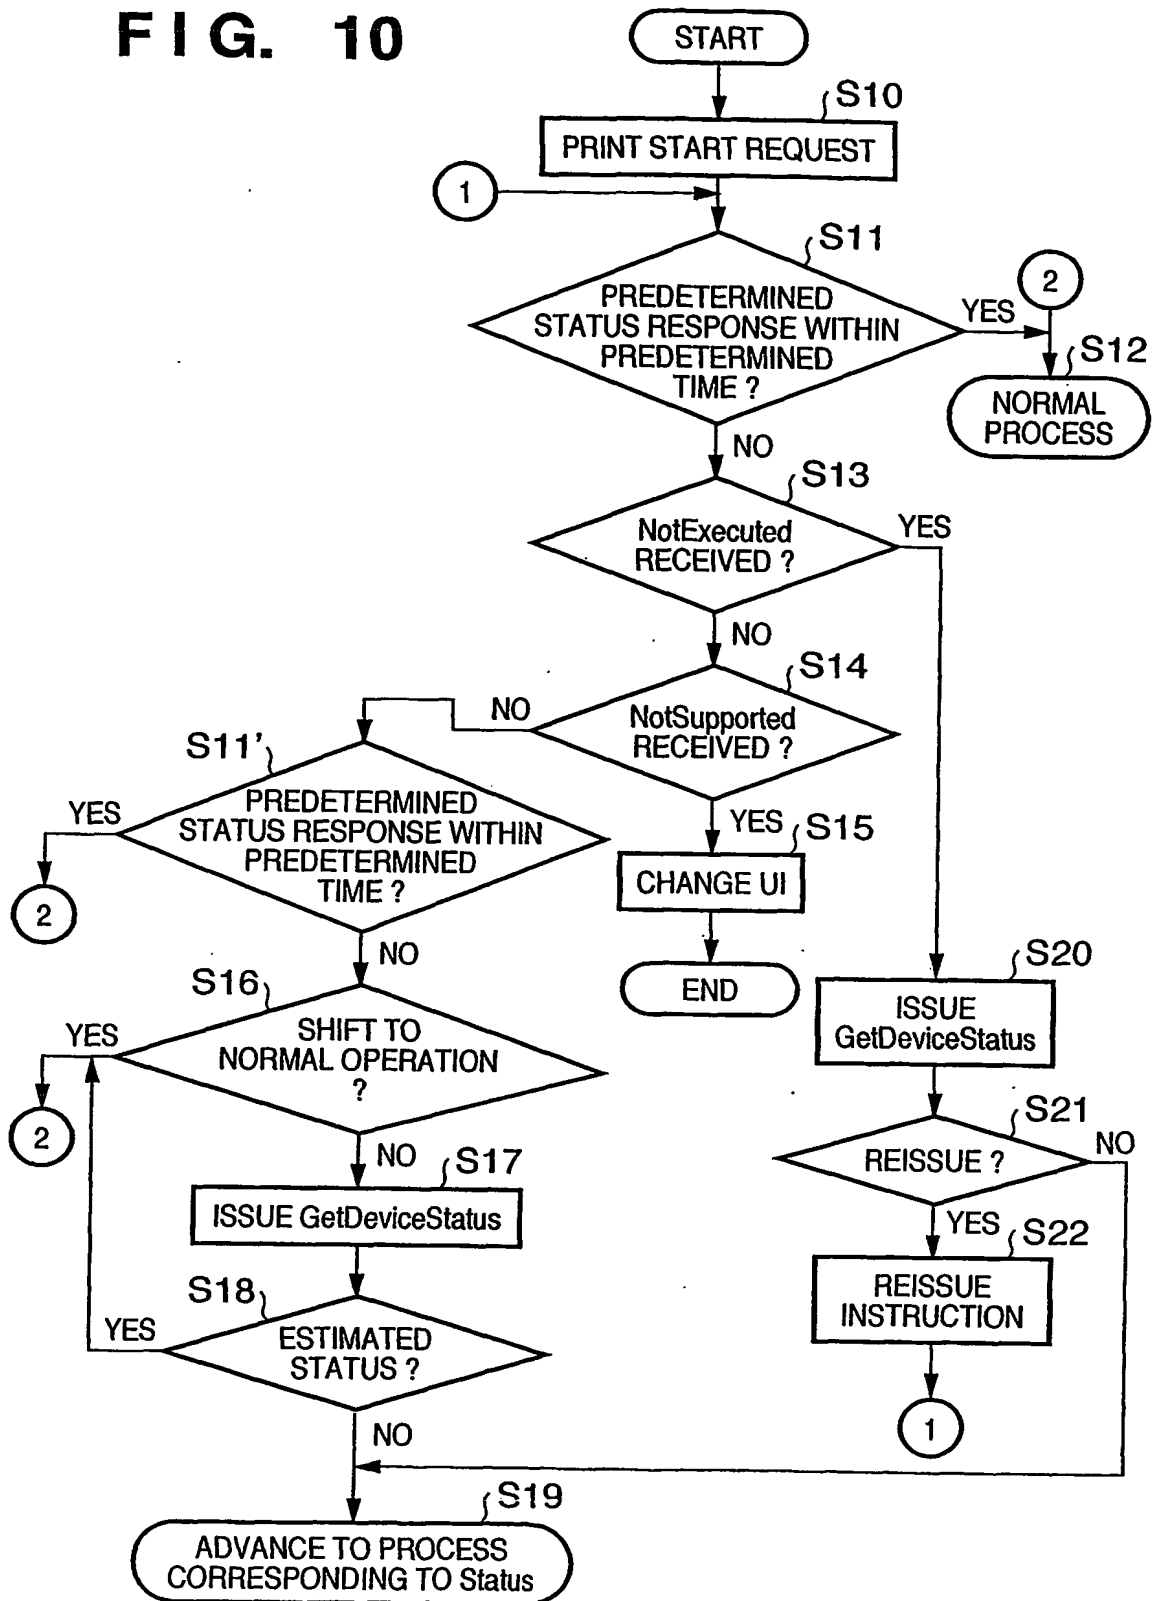 FIG. 10
START
S10
PRINT START REQUEST
1
S11
PREDETERMINED
STATUS RESPONSE WITHIN
PREDETERMINED
TIME ?
YES
2
S12
NORMAL
PROCESS
NO
S13
NotExecuted
RECEIVED ?
YES
NO
S14
NotSupported
RECEIVED ?
NO
S11'
PREDETERMINED
STATUS RESPONSE WITHIN
PREDETERMINED
TIME ?
YES
2
YES
S15
CHANGE UI
END
NO
S16
SHIFT TO
NORMAL OPERATION
?
YES
2
NO
S17
ISSUE GetDeviceStatus
S18
ESTIMATED
STATUS ?
YES
NO
S20
ISSUE
GetDeviceStatus
S21
REISSUE ?
NO
YES
S22
REISSUE
INSTRUCTION
1
S19
ADVANCE TO PROCESS
CORRESPONDING TO Status